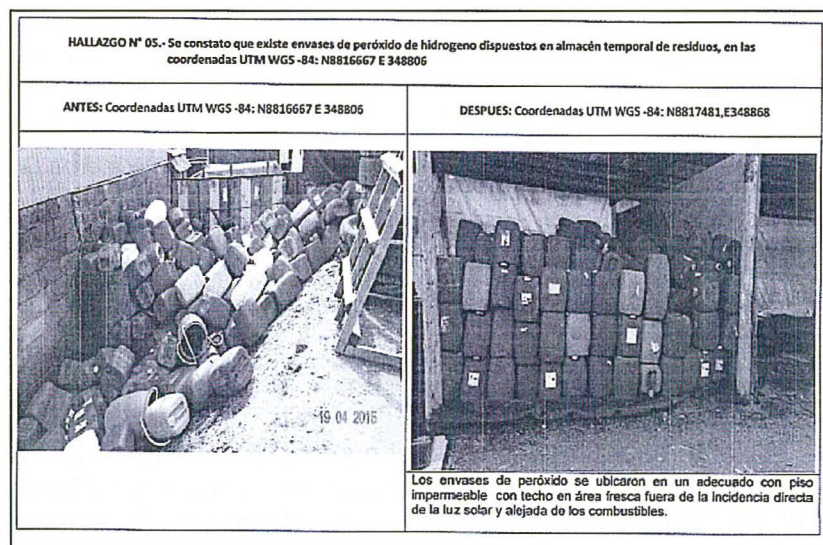 HALLAZGO N° 05.- Se constato que existe envases de peróxido de hidrogeno dispuestos en almacén temporal de residuos, en las
coordenadas UTM WGS -84: N8816667 E 348806
ANTES: Coordenadas UTM WGS -84: N8816667 E 348806
DESPUES: Coordenadas UTM WGS -84: N8817481,E348868
19 04 2015
Los envases de peróxido se ubicaron en un adecuado con piso
impermeable con techo en área fresca fuera de la incidencia directa
de la luz solar y alejada de los combustibles.